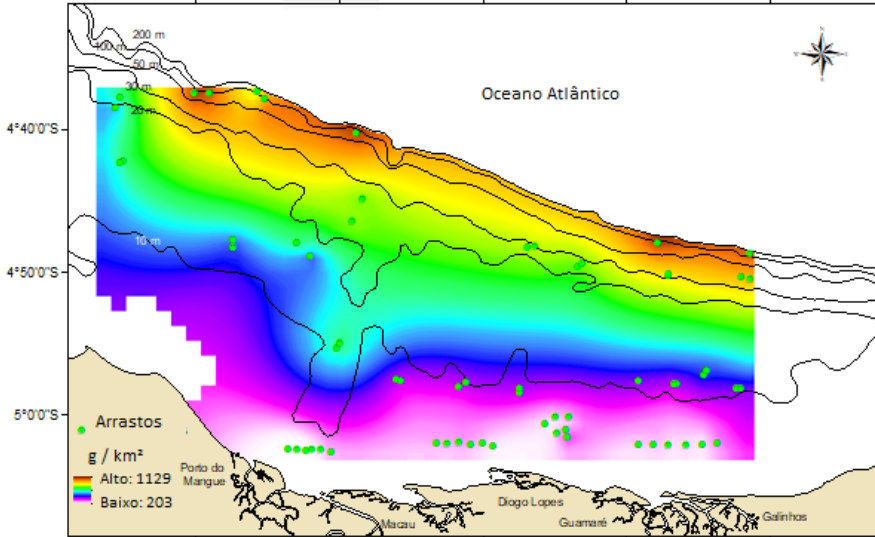 200 m
100 m
50 m
30 m
20 m
Oceano Atlântico
4°40'0"S
10 m
4°50'0"S
5°0'0"S
Arrastos
g / km²
Alto: 1129
Baixo: 203
Porto do
Mangue
Macau
Diogo Lopes
Guamaré
Galinhos